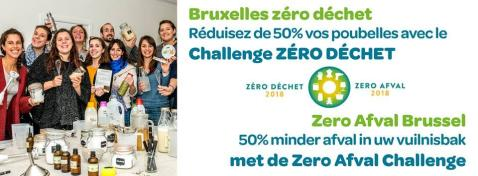 Bruxelles zéro déchet
Réduisez de 50% vos poubelles avec le
Challenge ZÉRO DÉCHET
ZÉRO DÉCHET
2018
ZERO AFVAL
2018
Zero Afval Brussel
50% minder afval in uw vuilnisbak
met de Zero Afval Challenge